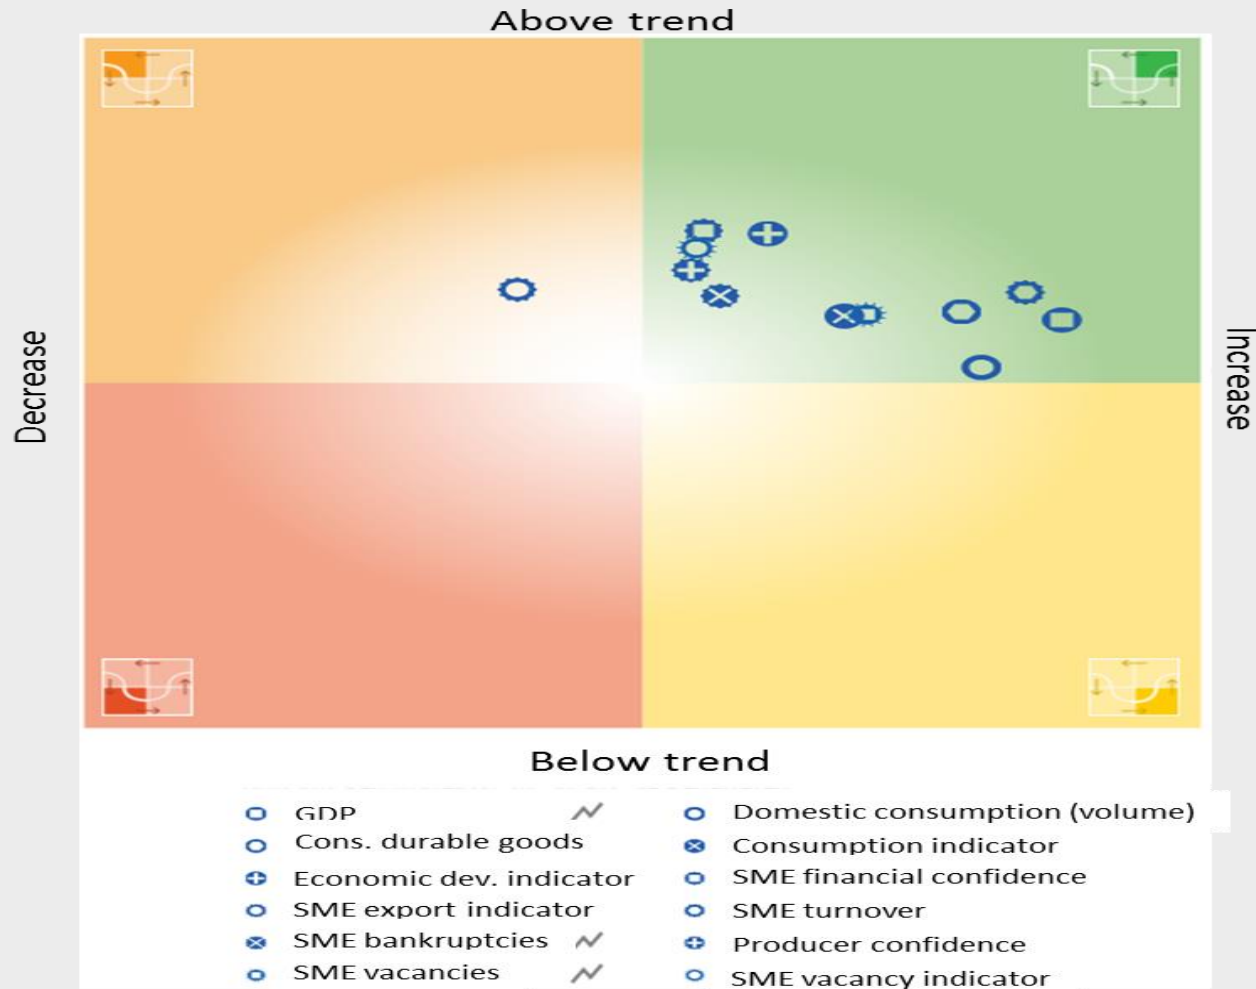 Above trend
Decrease
Increase
Below trend
GDP
Domestic consumption (volume)
Cons. durable goods
Consumption indicator
Economic dev. indicator
SME financial confidence
SME export indicator
SME turnover
SME bankruptcies
Producer confidence
SME vacancies
SME vacancy indicator